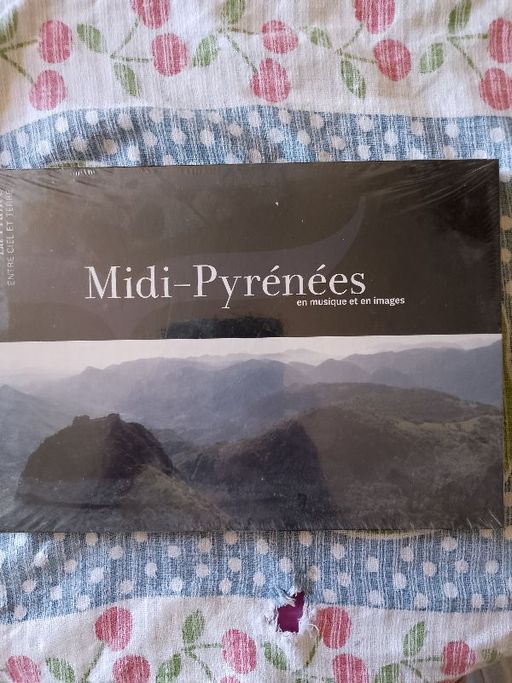 ENTRE CIEL ET TERRE
Midi-Pyrénées
en musique et en images